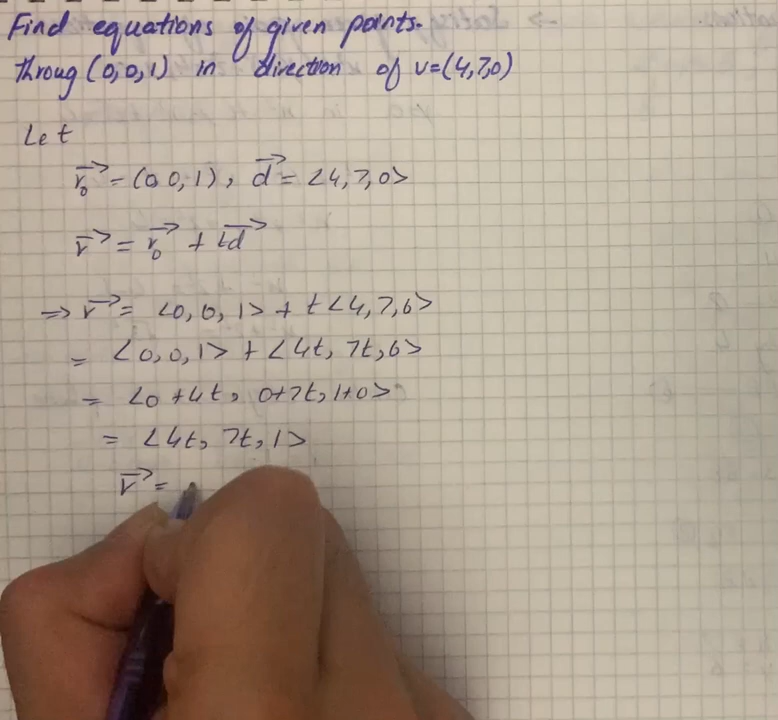 Find equations of given points.
Throug (0,0,1) in direction of v=(4,7,0)
Let
r₀→ = (0 0,1), d→ = <4,7,0>
r→ = r₀→ + td→
⇒ r→ = <0, 0, 1> + t<4,7,0>
= <0,0,1> + <4t, 7t,0>
= <0+4t, 0+7t, 1+0>
= <4t, 7t, 1>
r→ =